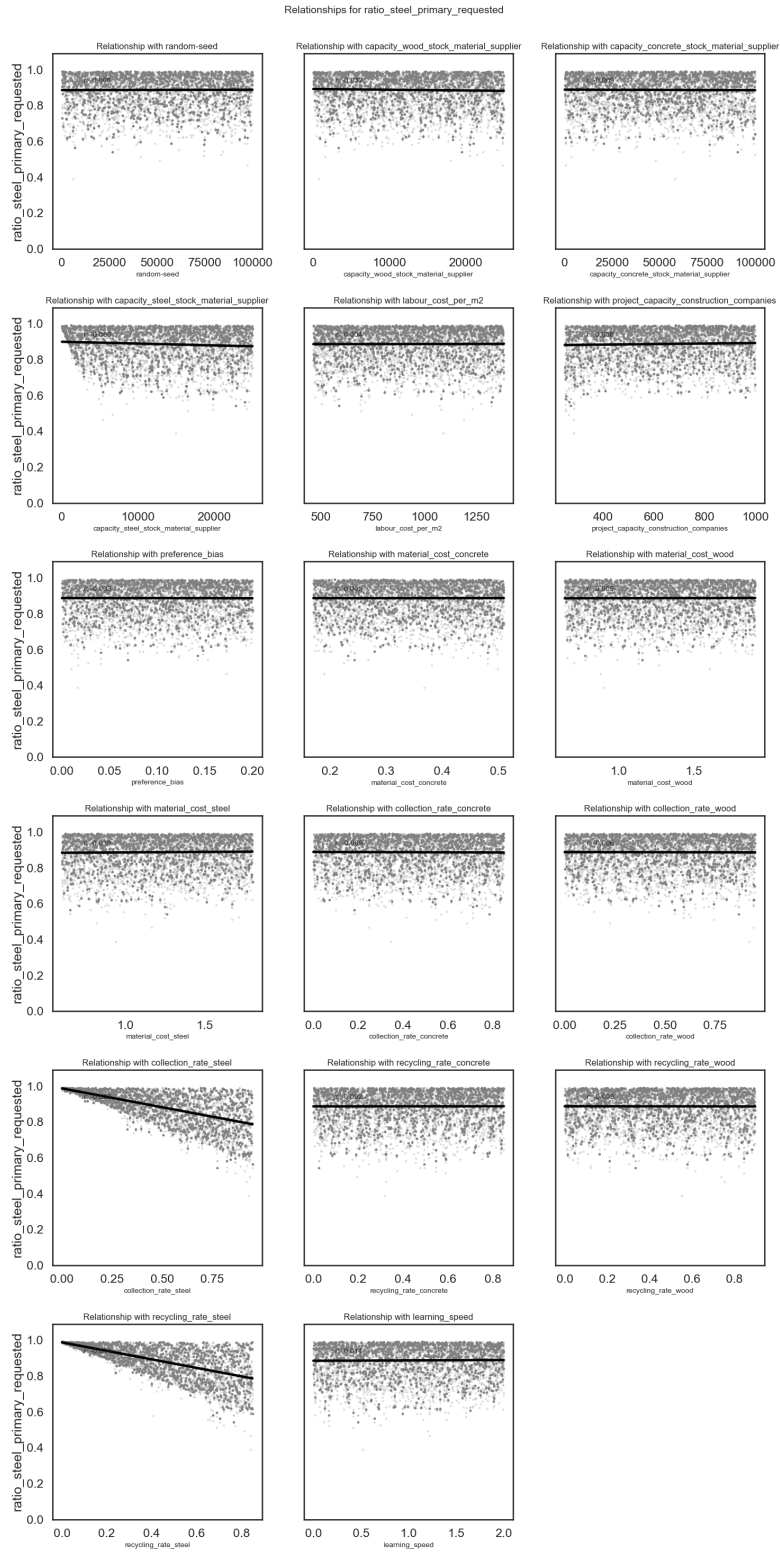 Relationships for ratio_steel_primary_requested
Relationship with random-seed
Relationship with capacity_wood_stock_material_supplier
Relationship with capacity_concrete_stock_material_supplier
ratio_steel_primary_requested
1.0
0.8
0.6
0.4
0.2
0.0
0 25000 50000 75000 100000
0 10000 20000
0 25000 50000 75000 100000
random-seed
capacity_wood_stock_material_supplier
capacity_concrete_stock_material_supplier
Relationship with capacity_steel_stock_material_supplier
Relationship with labour_cost_per_m2
Relationship with project_capacity_construction_companies
ratio_steel_primary_requested
1.0
0.8
0.6
0.4
0.2
0.0
0 10000 20000
500 750 1000 1250
400 600 800 1000
capacity_steel_stock_material_supplier
labour_cost_per_m2
project_capacity_construction_companies
Relationship with preference_bias
Relationship with material_cost_concrete
Relationship with material_cost_wood
ratio_steel_primary_requested
1.0
0.8
0.6
0.4
0.2
0.0
0.00 0.05 0.10 0.15 0.20
0.2 0.3 0.4 0.5
1.0 1.5
preference_bias
material_cost_concrete
material_cost_wood
Relationship with material_cost_steel
Relationship with collection_rate_concrete
Relationship with collection_rate_wood
ratio_steel_primary_requested
1.0
0.8
0.6
0.4
0.2
0.0
1.0 1.5
0.0 0.2 0.4 0.6 0.8
0.00 0.25 0.50 0.75
material_cost_steel
collection_rate_concrete
collection_rate_wood
Relationship with collection_rate_steel
Relationship with recycling_rate_concrete
Relationship with recycling_rate_wood
ratio_steel_primary_requested
1.0
0.8
0.6
0.4
0.2
0.0
0.00 0.25 0.50 0.75
0.0 0.2 0.4 0.6 0.8
0.0 0.2 0.4 0.6 0.8
collection_rate_steel
recycling_rate_concrete
recycling_rate_wood
Relationship with recycling_rate_steel
Relationship with learning_speed
ratio_steel_primary_requested
1.0
0.8
0.6
0.4
0.2
0.0
0.0 0.2 0.4 0.6 0.8
0.0 0.5 1.0 1.5 2.0
recycling_rate_steel
learning_speed